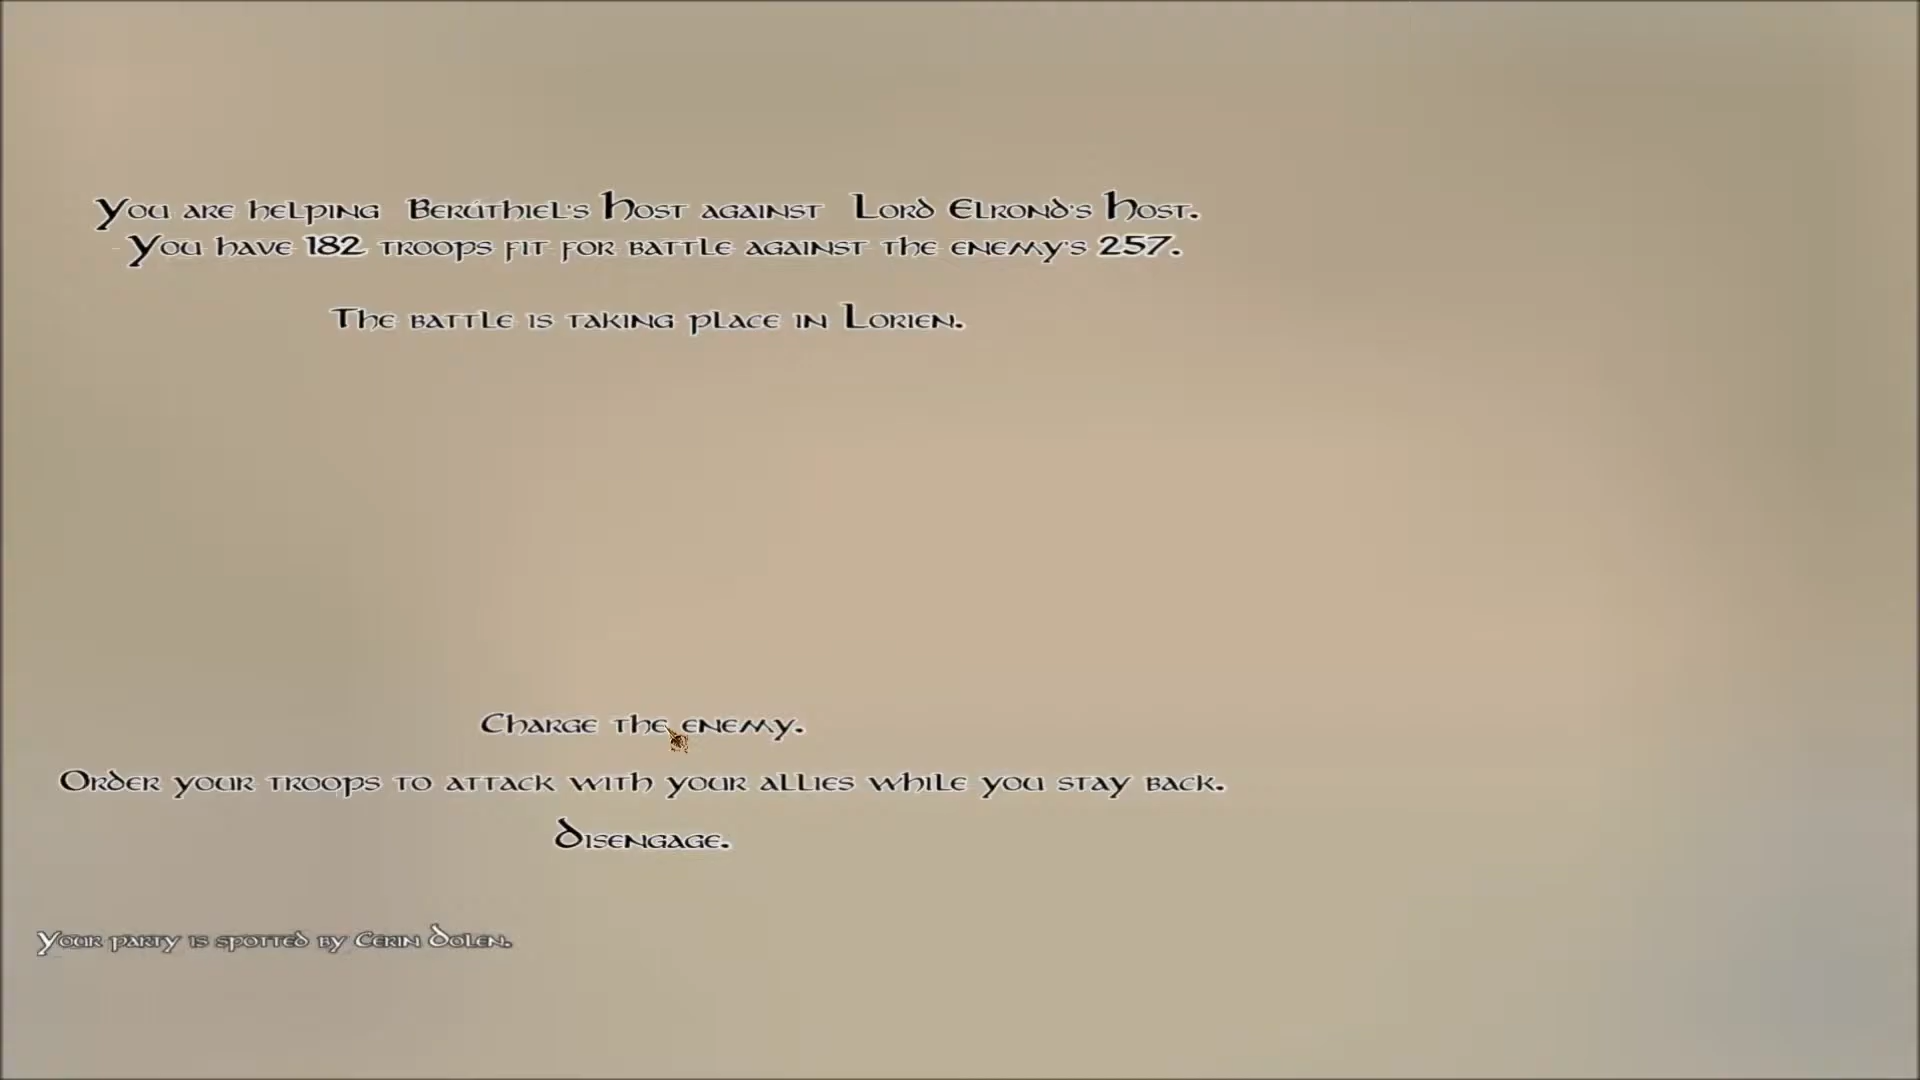 You are helping Berúthiel's Host against Lord Elrond's Host.
You have 182 troops fit for battle against the enemy's 257.
The battle is taking place in Lorien.
Charge the enemy.
Order your troops to attack with your allies while you stay back.
Disengage.
Your party is spotted by Cerin Dolen.